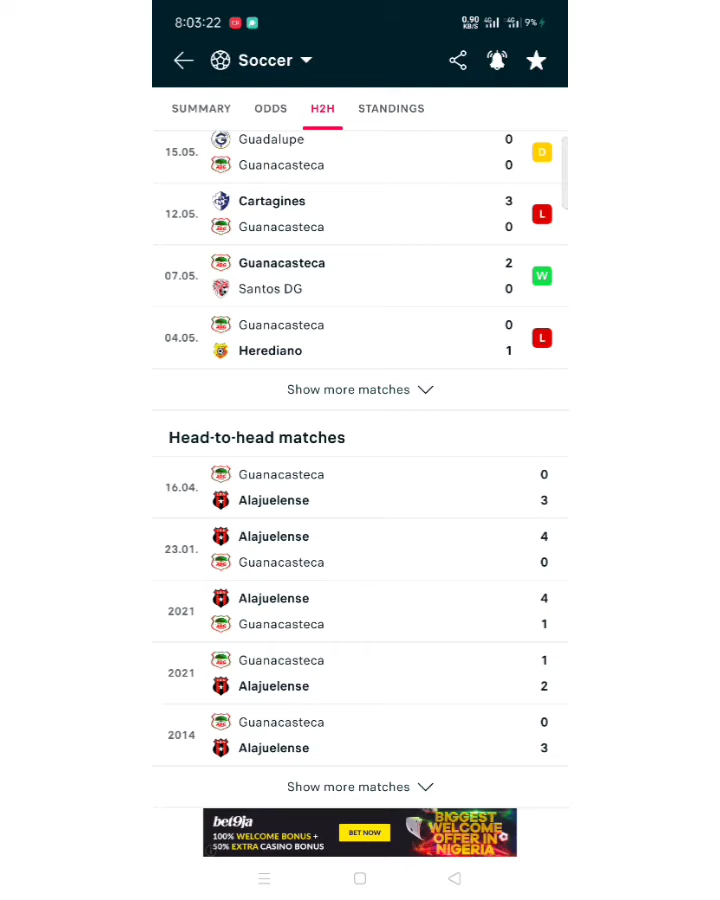 8:03:22 0.90 KB/S 4G 4G 9%
Soccer
SUMMARY ODDS H2H STANDINGS
15.05. Guadalupe 0 D
Guanacasteca 0
12.05. Cartagines 3 L
Guanacasteca 0
07.05. Guanacasteca 2 W
Santos DG 0
04.05. Guanacasteca 0 L
Herediano 1
Show more matches
Head-to-head matches
16.04. Guanacasteca 0
Alajuelense 3
23.01. Alajuelense 4
Guanacasteca 0
2021 Alajuelense 4
Guanacasteca 1
2021 Guanacasteca 1
Alajuelense 2
2014 Guanacasteca 0
Alajuelense 3
Show more matches
bet9ja
100% WELCOME BONUS +
50% EXTRA CASINO BONUS
BET NOW
BIGGEST
WELCOME
OFFER IN
NIGERIA